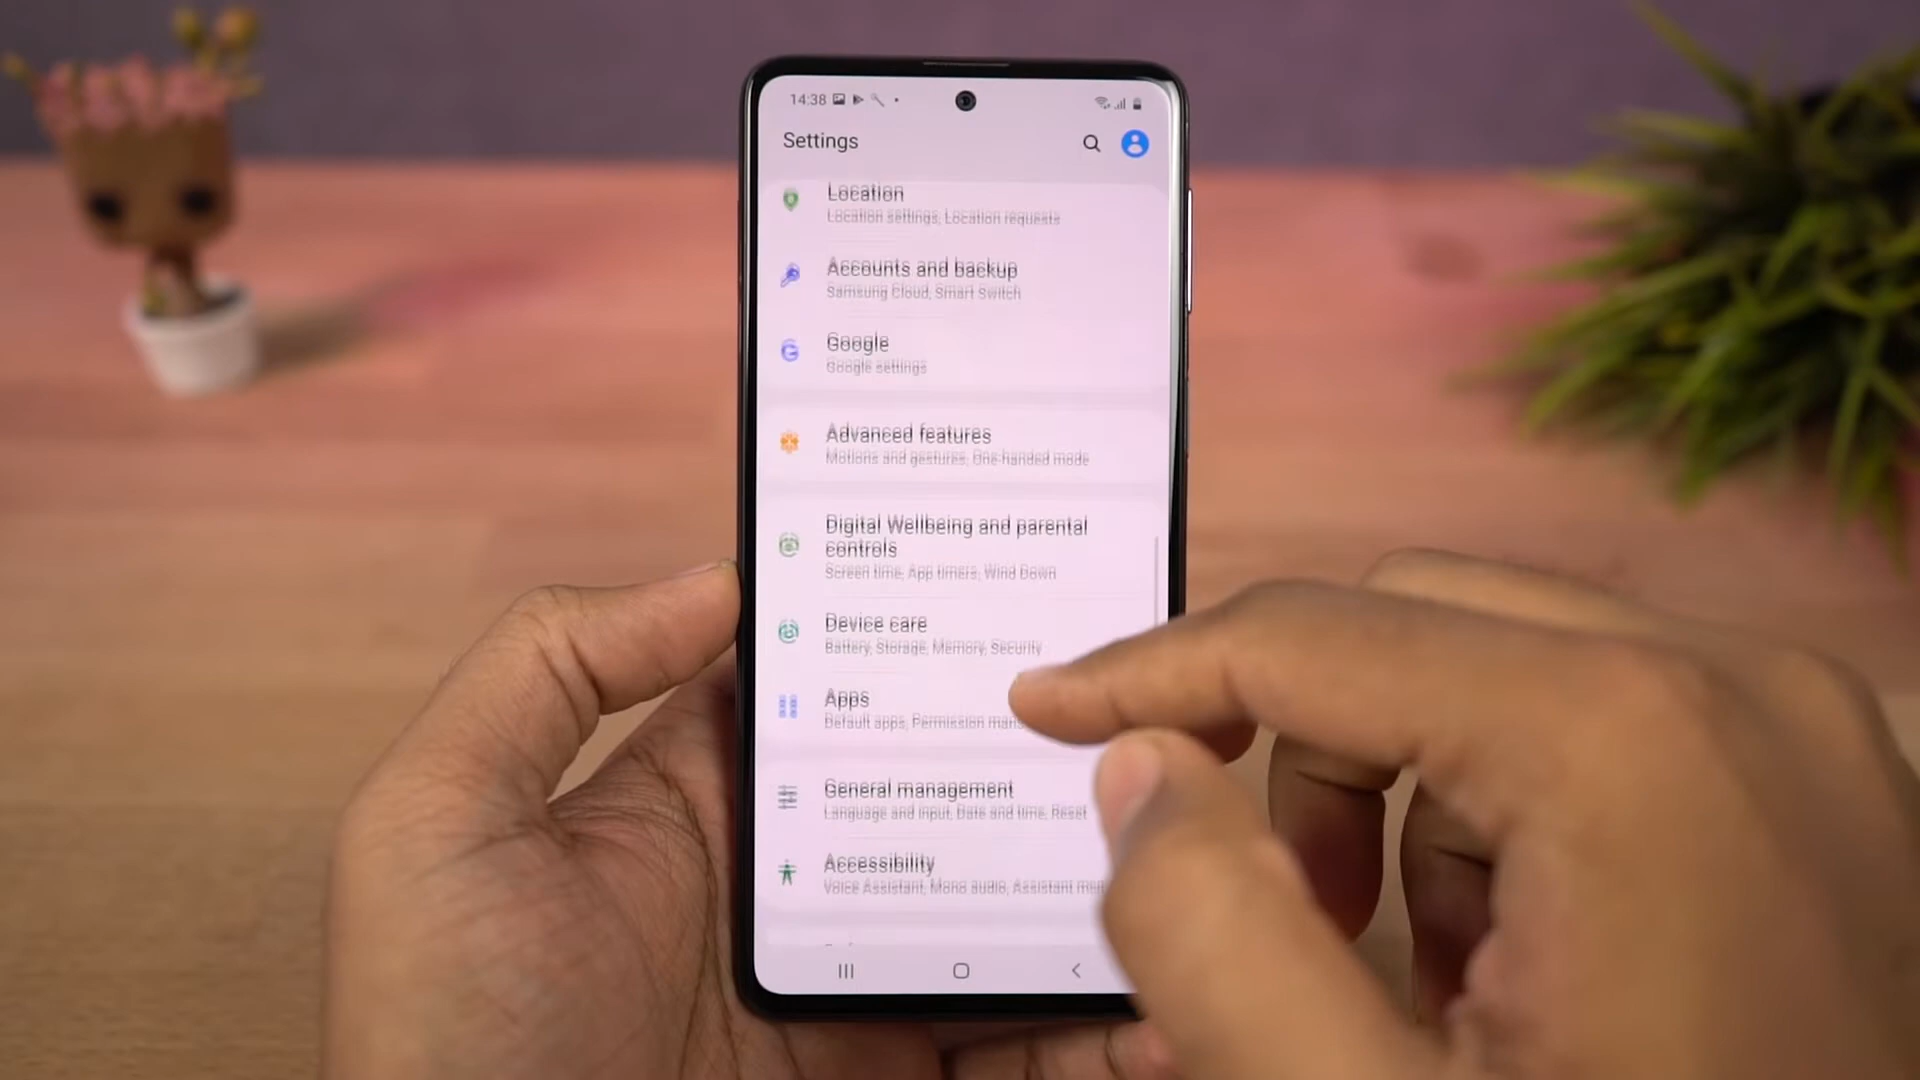 14:38
Settings
Location
Location settings, Location requests
Accounts and backup
Samsung Cloud, Smart Switch
Google
Google settings
Advanced features
Motions and gestures, One-handed mode
Digital Wellbeing and parental
controls
Screen time, App timers, Wind Down
Device care
Battery, Storage, Memory, Security
Apps
Default apps, Permission
General management
Language and input, Date and time, Reset
Accessibility
Voice Assistant, Mono audio, Assistant